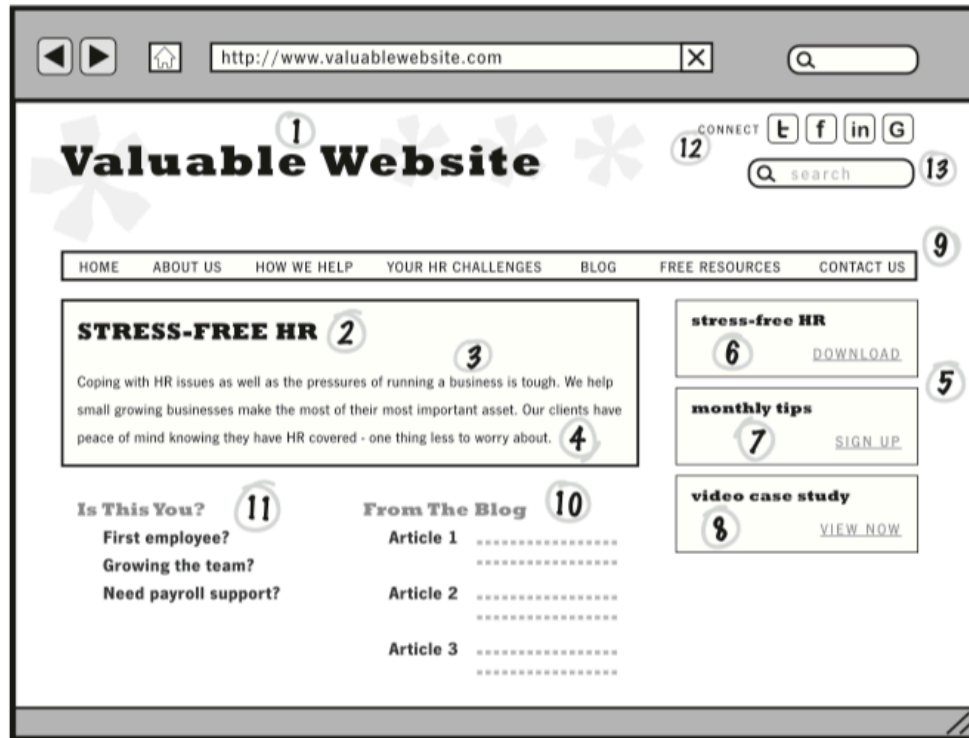 http://www.valuablewebsite.com
1
CONNECT t f in G
12
Valuable Website
search
13
9
HOME ABOUT US HOW WE HELP YOUR HR CHALLENGES BLOG FREE RESOURCES CONTACT US
STRESS-FREE HR 2
3
Coping with HR issues as well as the pressures of running a business is tough. We help
small growing businesses make the most of their most important asset. Our clients have
peace of mind knowing they have HR covered - one thing less to worry about. 4
stress-free HR
6 DOWNLOAD
5
monthly tips
7 SIGN UP
video case study
8 VIEW NOW
Is This You? 11
First employee?
Growing the team?
Need payroll support?
From The Blog 10
Article 1
Article 2
Article 3